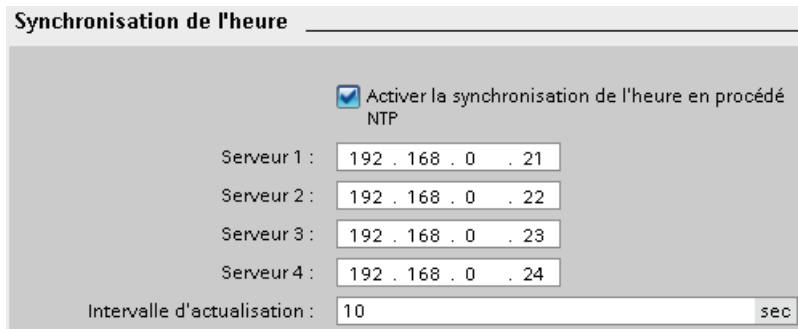 Synchronisation de l'heure
Activer la synchronisation de l'heure en procédé
NTP
Serveur 1 : 192 . 168 . 0 . 21
Serveur 2 : 192 . 168 . 0 . 22
Serveur 3 : 192 . 168 . 0 . 23
Serveur 4 : 192 . 168 . 0 . 24
Intervalle d'actualisation : 10 sec